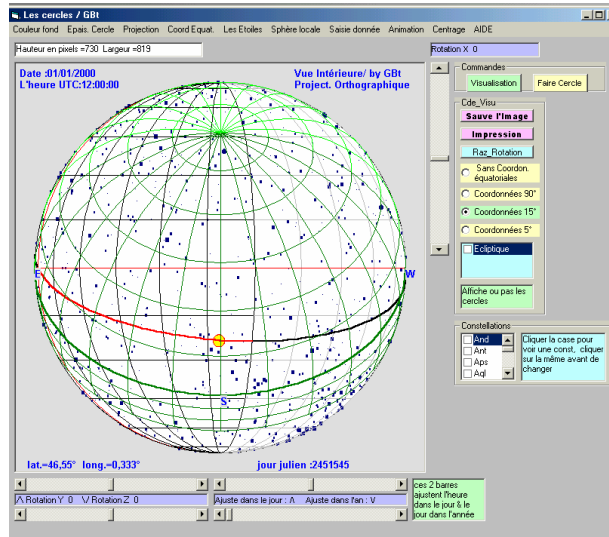 Les cercle / GBt
Couleur fond Epais. Cercle Projection Coord Equat. Les Etoiles Sphère locale Saisie donnée Animation Centrage AIDE
Hauteur en pixels =730 Largeur =819
Rotation X 0
Date :01/01/2000
L'heure UTC:12:00:00
Vue Intérieure/ by GBt
Project. Orthographique
E
W
S
lat.=46,55° long.=0,333°
jour julien :2451545
Commandes
Visualisation
Faire Cercle
Cde_Visu
Sauve l'Image
Impression
Raz_Rotation
Sans Coordon.
équatoriales
Coordonnées 90°
Coordonnées 15°
Coordonnées 5°
Ecliptique
Affiche ou pas les
cercles
Constellations
And
Ant
Aps
Aql
Cliquer la case pour
voir une const, cliquer
sur la même avant de
changer
/\ Rotation Y 0 \/ Rotation Z 0
Ajuste dans le jour : Λ Ajuste dans l'an : V
ces 2 barres
ajustent l'heure
dans le jour & le
jour dans l'année